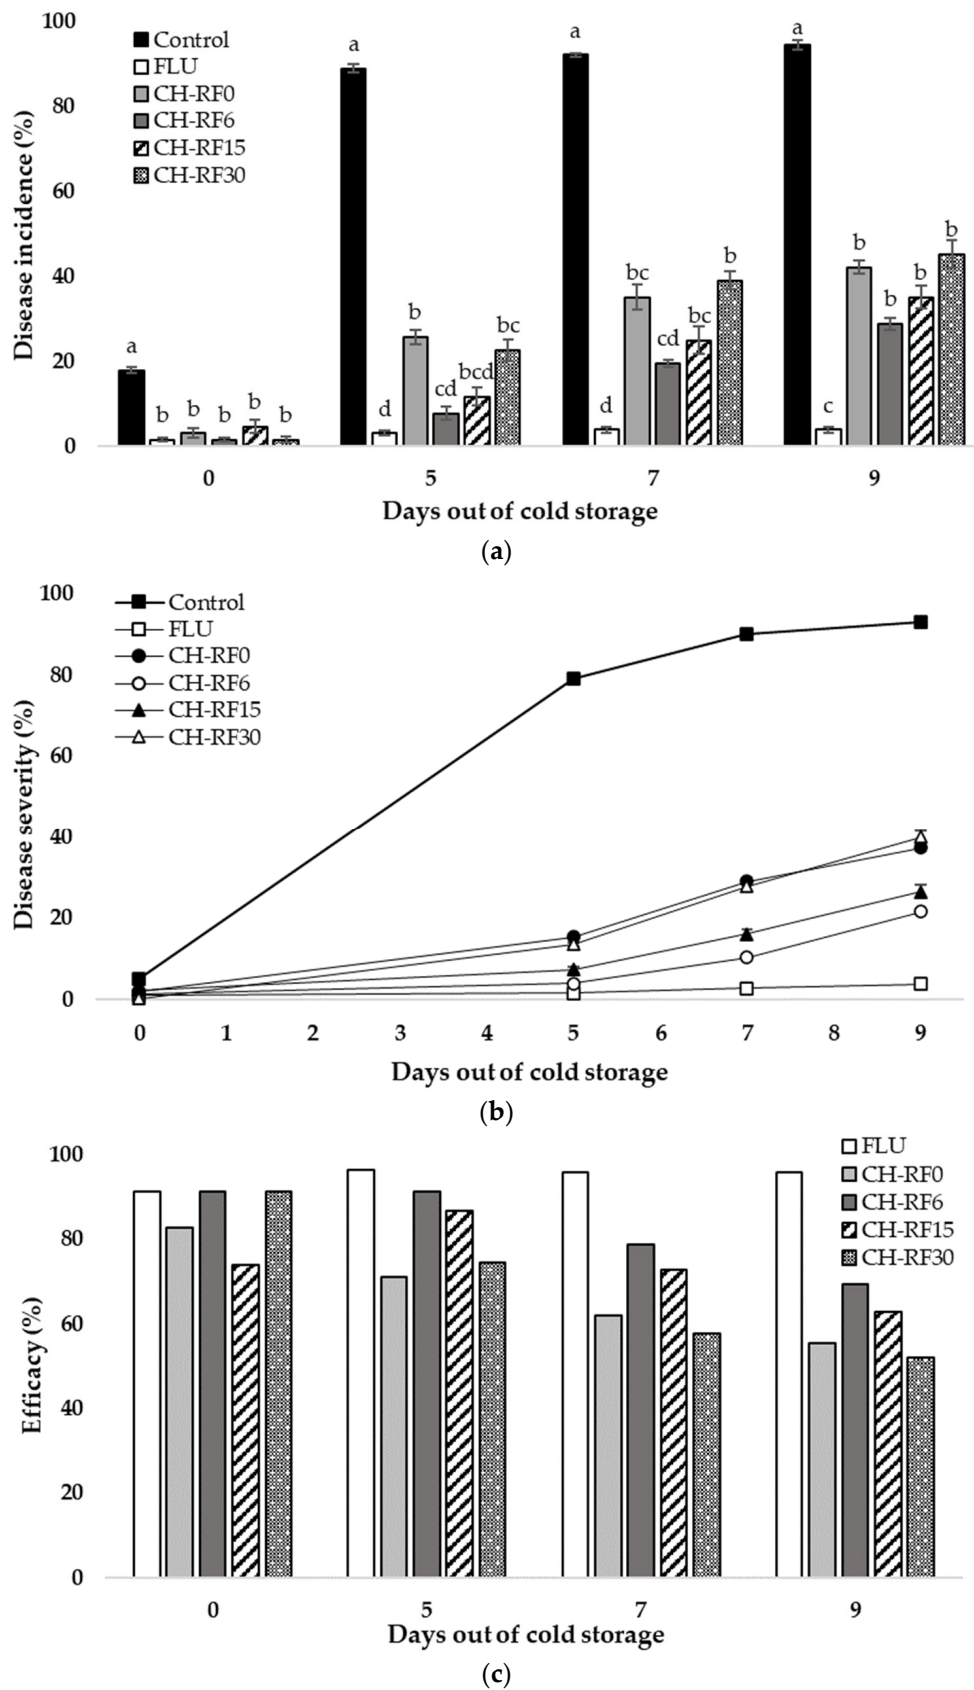 100
80
60
40
20
0
Disease incidence (%)
Control
FLU
CH-RF0
CH-RF6
CH-RF15
CH-RF30
a
b
b
b
b
b
a
d
b
cd
bcd
bc
a
d
bc
cd
bc
b
a
c
b
b
b
b
0 5 7 9
Days out of cold storage
(a)
100
80
60
40
20
0
Disease severity (%)
Control
FLU
CH-RF0
CH-RF6
CH-RF15
CH-RF30
0 1 2 3 4 5 6 7 8 9
Days out of cold storage
(b)
100
80
60
40
20
0
Efficacy (%)
FLU
CH-RF0
CH-RF6
CH-RF15
CH-RF30
0 5 7 9
Days out of cold storage
(c)